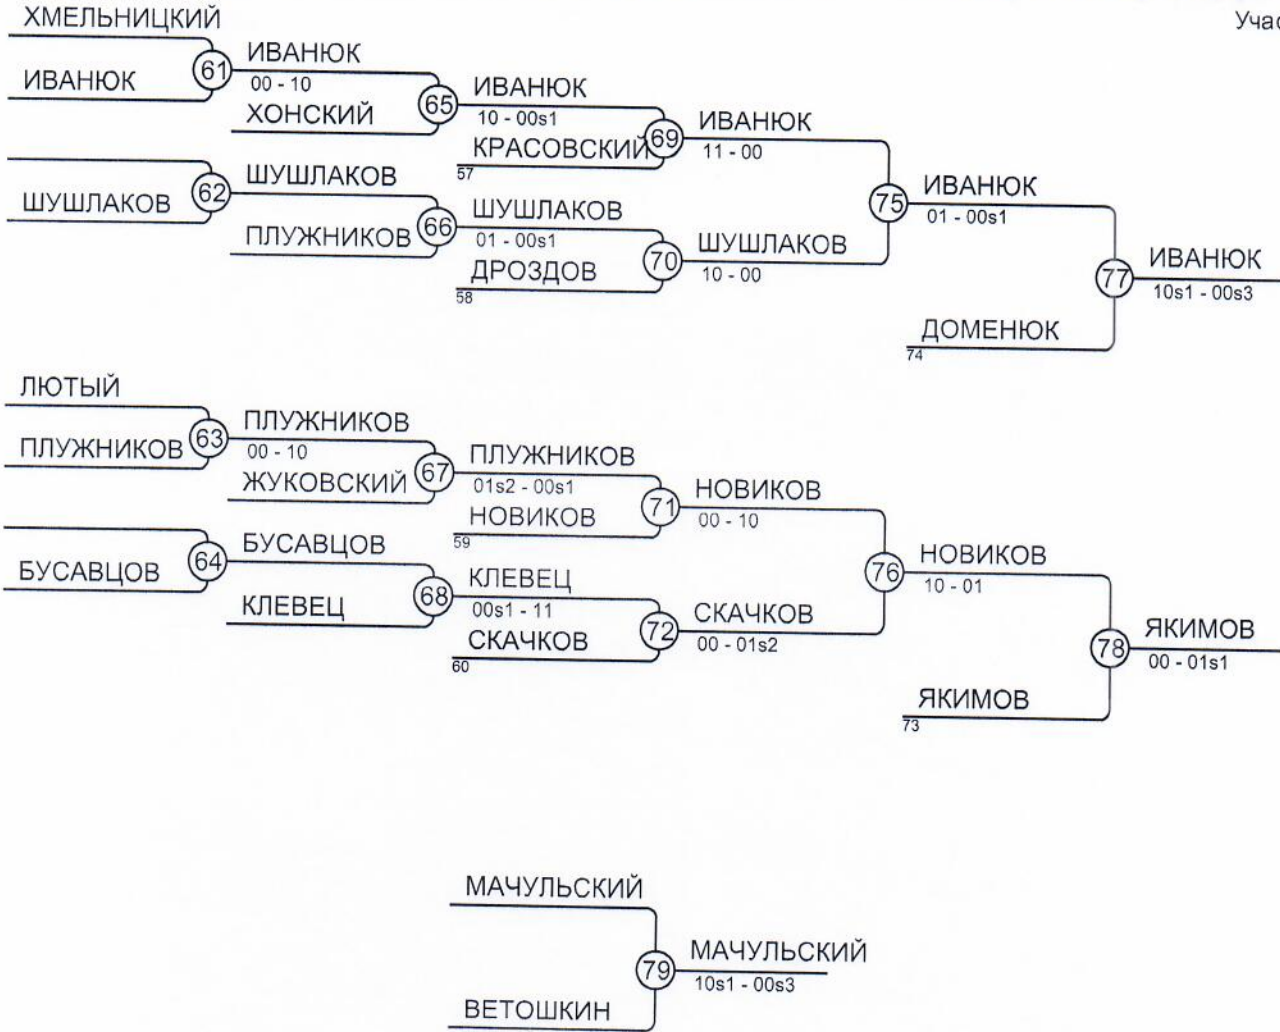 ХМЕЛЬНИЦКИЙ
Учас
61
ИВАНЮК
00 - 10
ИВАНЮК
65
ИВАНЮК
10 - 00s1
ХОНСКИЙ
69
ИВАНЮК
11 - 00
КРАСОВСКИЙ
57
62
ШУШЛАКОВ
ШУШЛАКОВ
75
ИВАНЮК
01 - 00s1
66
ШУШЛАКОВ
01 - 00s1
ПЛУЖНИКОВ
70
ШУШЛАКОВ
10 - 00
ДРОЗДОВ
58
77
ИВАНЮК
10s1 - 00s3
ДОМЕНЮК
74
ЛЮТЫЙ
63
ПЛУЖНИКОВ
00 - 10
ПЛУЖНИКОВ
67
ПЛУЖНИКОВ
01s2 - 00s1
ЖУКОВСКИЙ
71
НОВИКОВ
00 - 10
НОВИКОВ
59
64
БУСАВЦОВ
БУСАВЦОВ
76
НОВИКОВ
10 - 01
68
КЛЕВЕЦ
00s1 - 11
КЛЕВЕЦ
72
СКАЧКОВ
00 - 01s2
СКАЧКОВ
60
78
ЯКИМОВ
00 - 01s1
ЯКИМОВ
73
МАЧУЛЬСКИЙ
79
МАЧУЛЬСКИЙ
10s1 - 00s3
ВЕТОШКИН